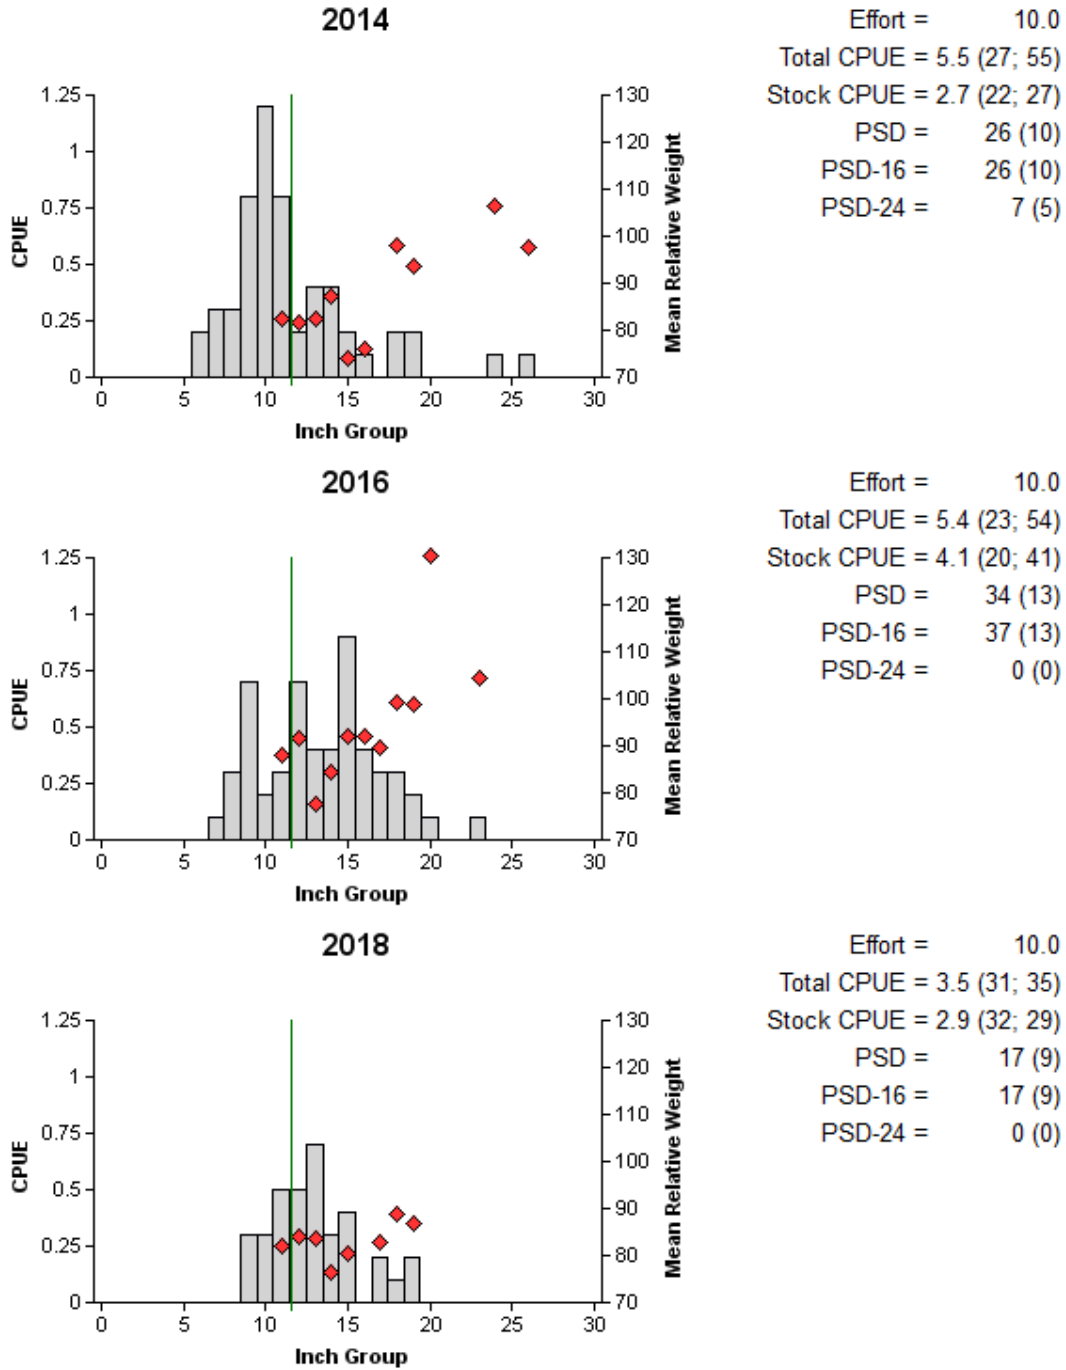 2014
Effort = 10.0
Total CPUE = 5.5 (27; 55)
Stock CPUE = 2.7 (22; 27)
PSD = 26 (10)
PSD-16 = 26 (10)
PSD-24 = 7 (5)
1.25
1
0.75
0.5
0.25
0
CPUE
130
120
110
100
90
80
70
Mean Relative Weight
0 5 10 15 20 25 30
Inch Group
2016
Effort = 10.0
Total CPUE = 5.4 (23; 54)
Stock CPUE = 4.1 (20; 41)
PSD = 34 (13)
PSD-16 = 37 (13)
PSD-24 = 0 (0)
1.25
1
0.75
0.5
0.25
0
CPUE
130
120
110
100
90
80
70
Mean Relative Weight
0 5 10 15 20 25 30
Inch Group
2018
Effort = 10.0
Total CPUE = 3.5 (31; 35)
Stock CPUE = 2.9 (32; 29)
PSD = 17 (9)
PSD-16 = 17 (9)
PSD-24 = 0 (0)
1.25
1
0.75
0.5
0.25
0
CPUE
130
120
110
100
90
80
70
Mean Relative Weight
0 5 10 15 20 25 30
Inch Group